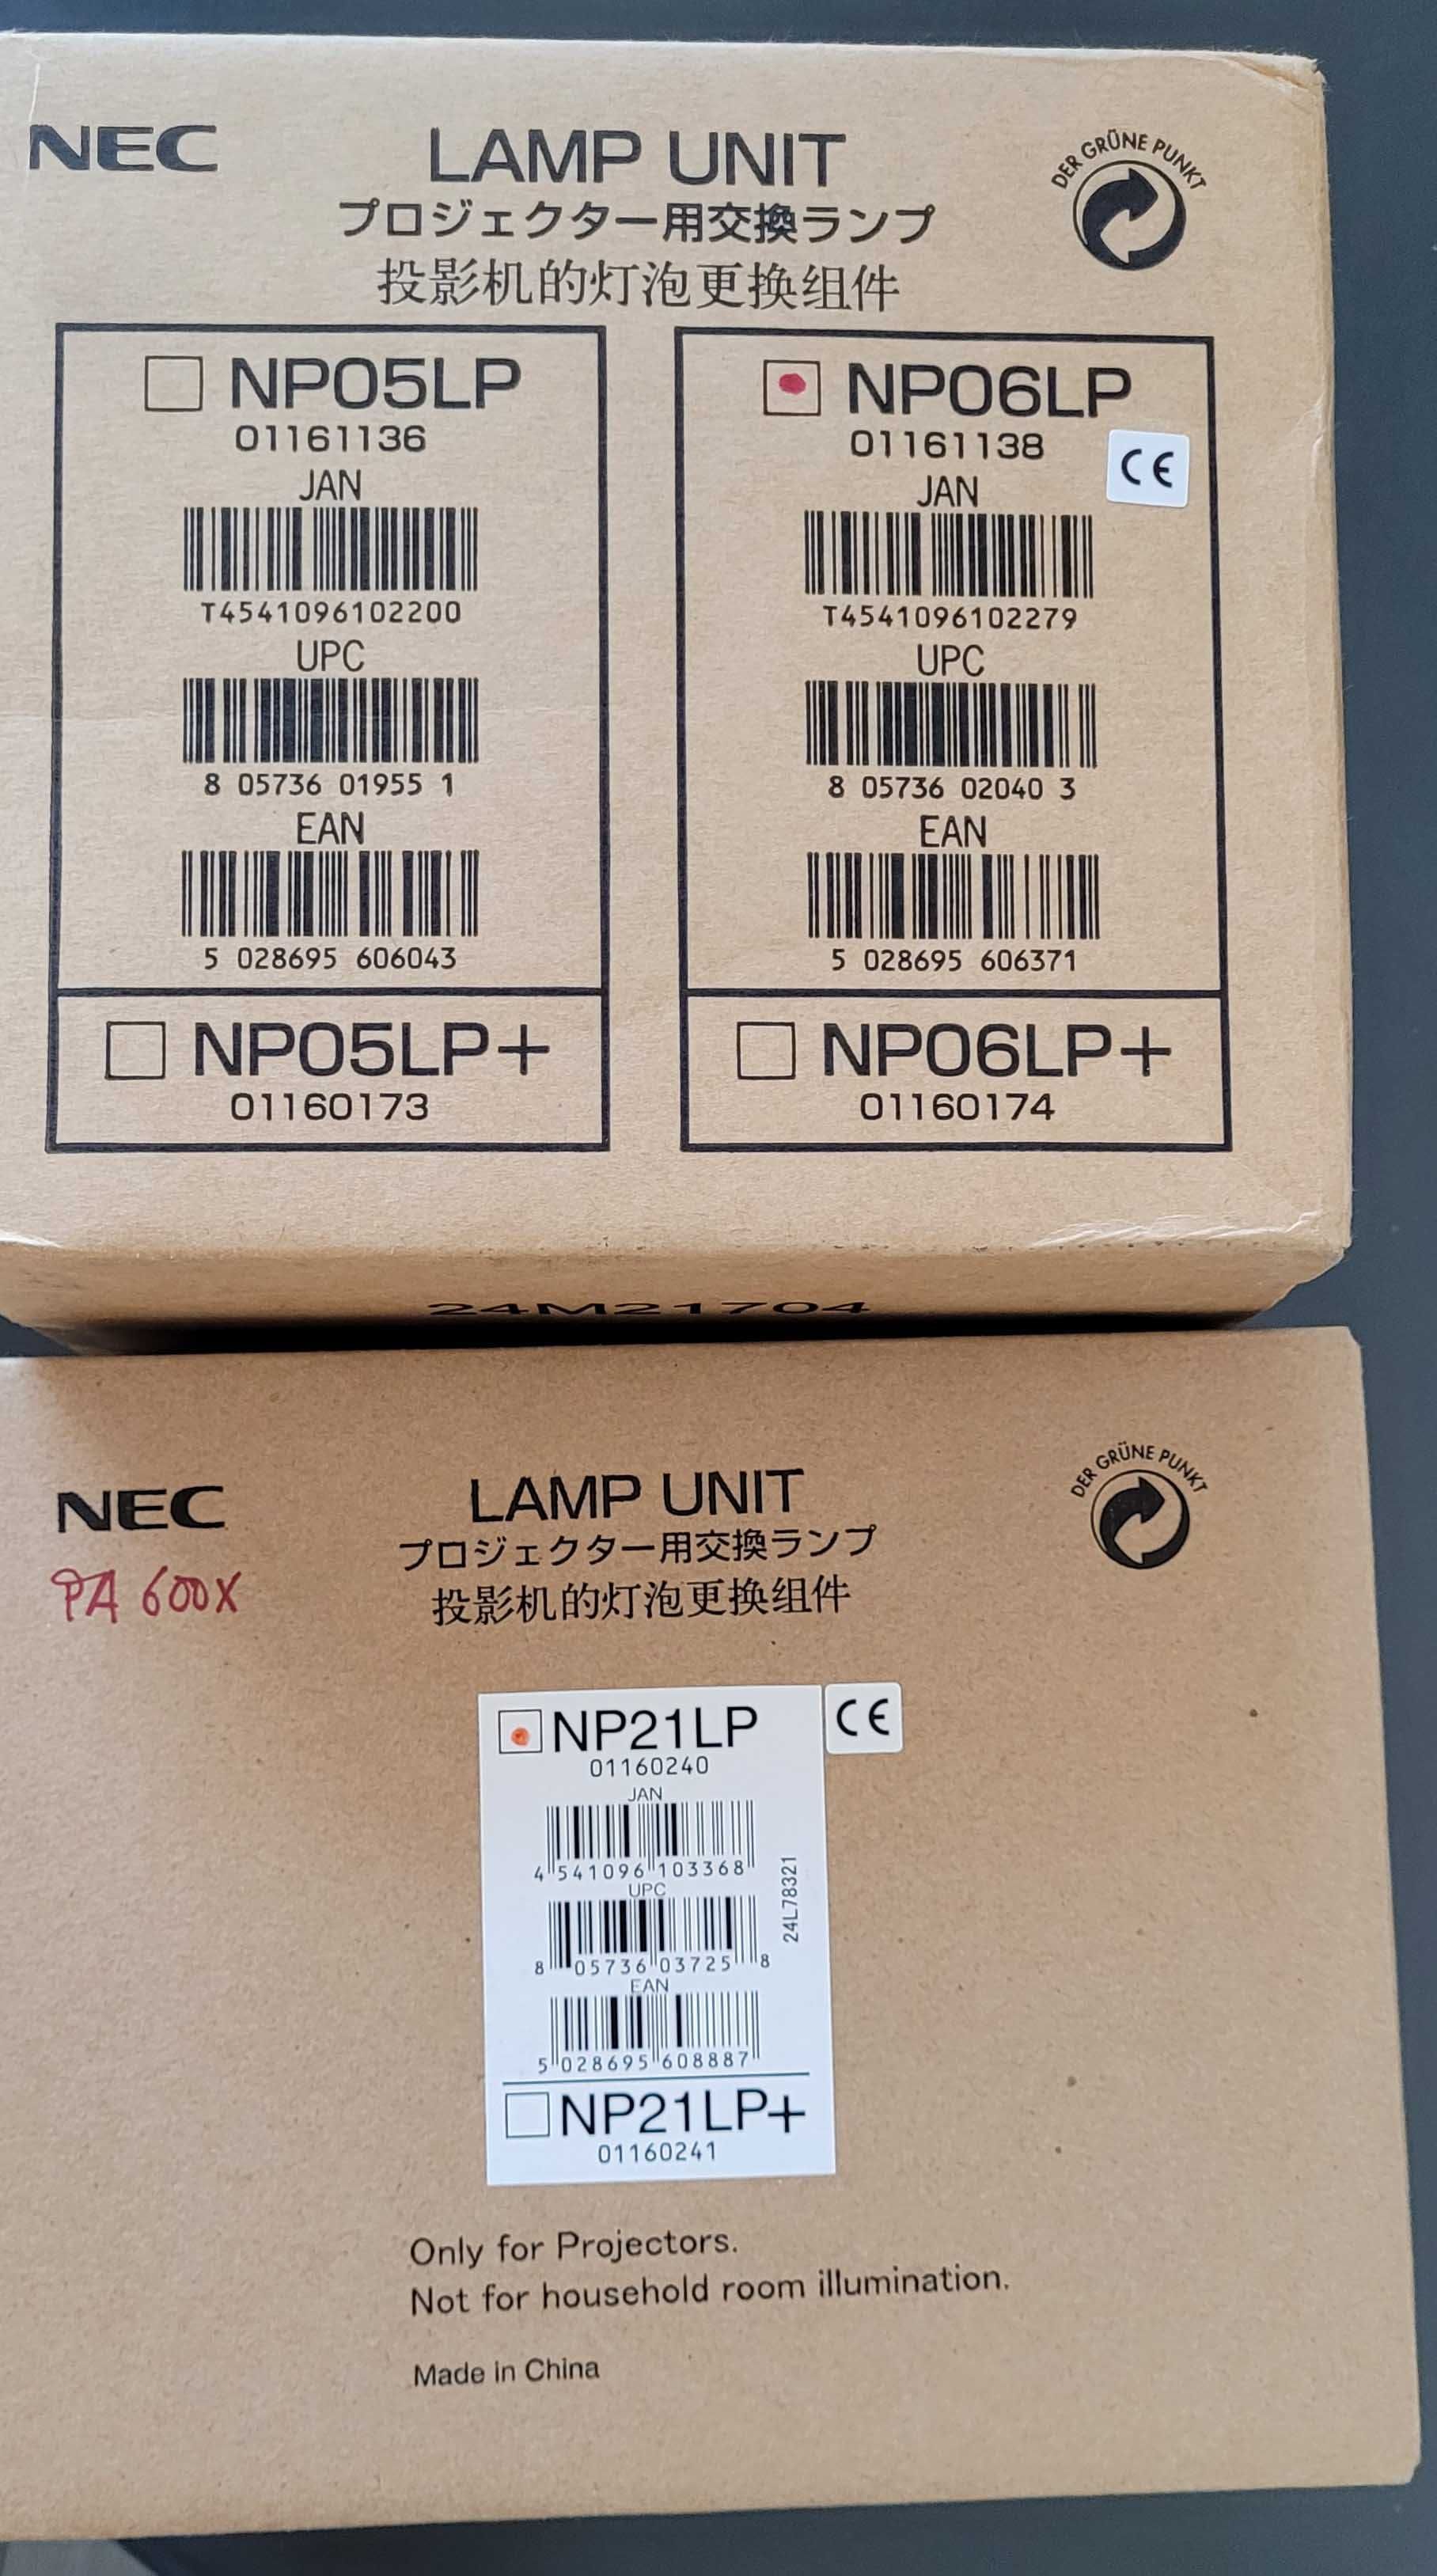 NEC
LAMP UNIT
DER GRÜNE PUNKT
プロジェクター用交換ランプ
投影机的灯泡更换组件
NP05LP
01161136
JAN
T4541096102200
UPC
8 05736 01955 1
EAN
5 028695 606043
NP05LP+
01160173
NP06LP
01161138
CE
JAN
T4541096102279
UPC
8 05736 02040 3
EAN
5 028695 606371
NP06LP+
01160174
24M21704
NEC
LAMP UNIT
DER GRÜNE PUNKT
プロジェクター用交換ランプ
PA 600X
投影机的灯泡更换组件
NP21LP
CE
01160240
JAN
4 541096 103368
UPC
8 05736 03725 8
24L78321
EAN
5 028695 608887
NP21LP+
01160241
Only for Projectors.
Not for household room illumination.
Made in China